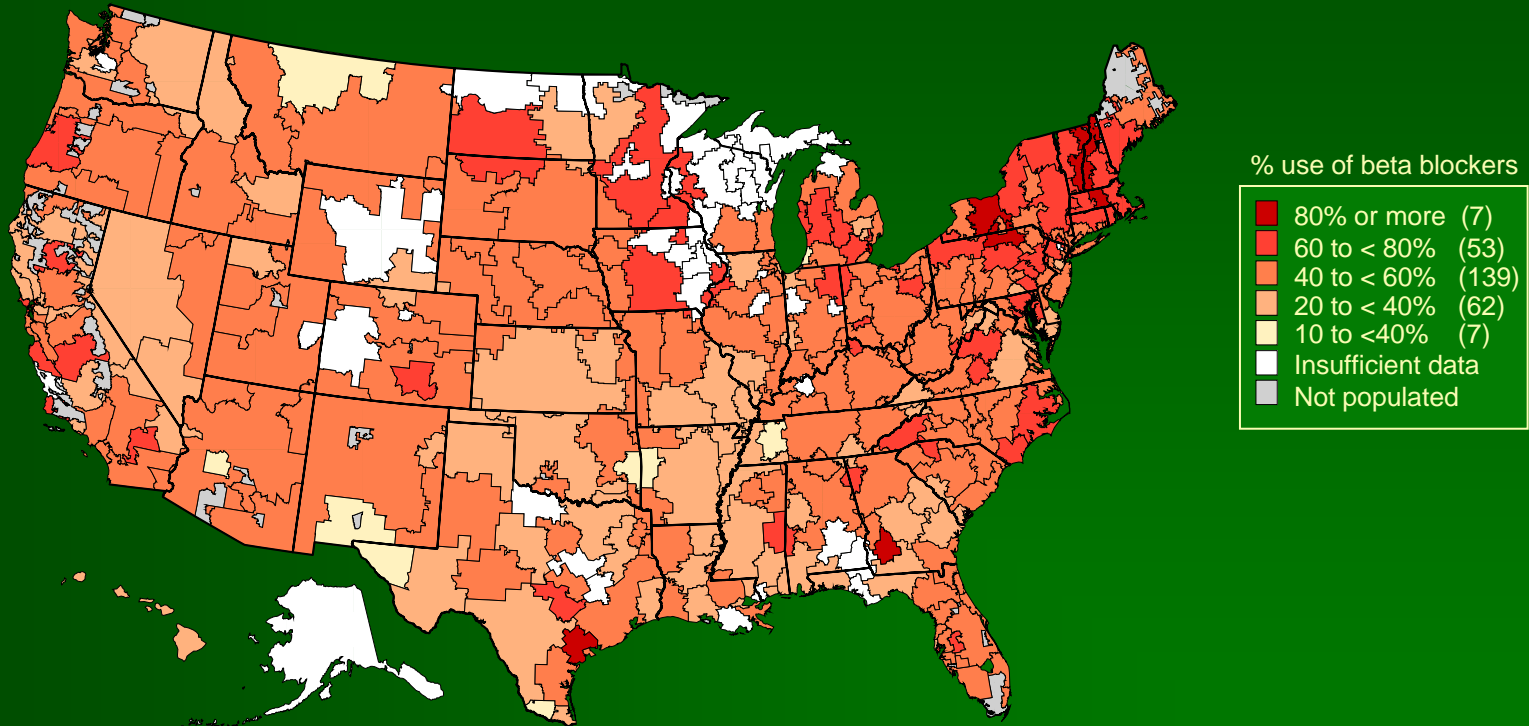 % use of beta blockers
80% or more (7)
60 to < 80% (53)
40 to < 60% (139)
20 to < 40% (62)
10 to <40% (7)
Insufficient data
Not populated